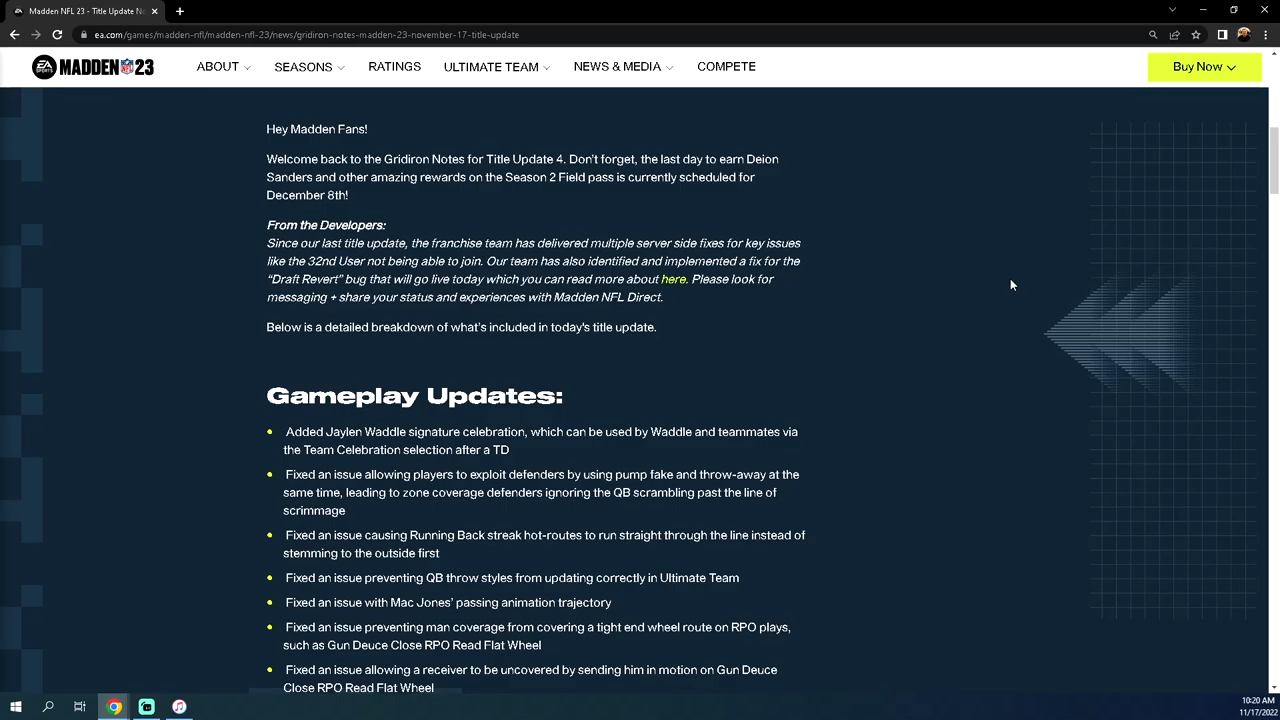 Madden NFL 23 - Title Update No
ea.com/games/madden-nfl/madden-nfl-23/news/gridiron-notes-madden-23-november-17-title-update
EA SPORTS MADDEN NFL 23 ABOUT SEASONS RATINGS ULTIMATE TEAM NEWS & MEDIA COMPETE Buy Now
Hey Madden Fans!
Welcome back to the Gridiron Notes for Title Update 4. Don't forget, the last day to earn Deion
Sanders and other amazing rewards on the Season 2 Field pass is currently scheduled for
December 8th!
From the Developers:
Since our last title update, the franchise team has delivered multiple server side fixes for key issues
like the 32nd User not being able to join. Our team has also identified and implemented a fix for the
“Draft Revert” bug that will go live today which you can read more about here. Please look for
messaging + share your status and experiences with Madden NFL Direct.
Below is a detailed breakdown of what's included in today's title update.
Gameplay Updates:
Added Jaylen Waddle signature celebration, which can be used by Waddle and teammates via
the Team Celebration selection after a TD
Fixed an issue allowing players to exploit defenders by using pump fake and throw-away at the
same time, leading to zone coverage defenders ignoring the QB scrambling past the line of
scrimmage
Fixed an issue causing Running Back streak hot-routes to run straight through the line instead of
stemming to the outside first
Fixed an issue preventing QB throw styles from updating correctly in Ultimate Team
Fixed an issue with Mac Jones' passing animation trajectory
Fixed an issue preventing man coverage from covering a tight end wheel route on RPO plays,
such as Gun Deuce Close RPO Read Flat Wheel
Fixed an issue allowing a receiver to be uncovered by sending him in motion on Gun Deuce
Close RPO Read Flat Wheel
10:20 AM
11/17/2022